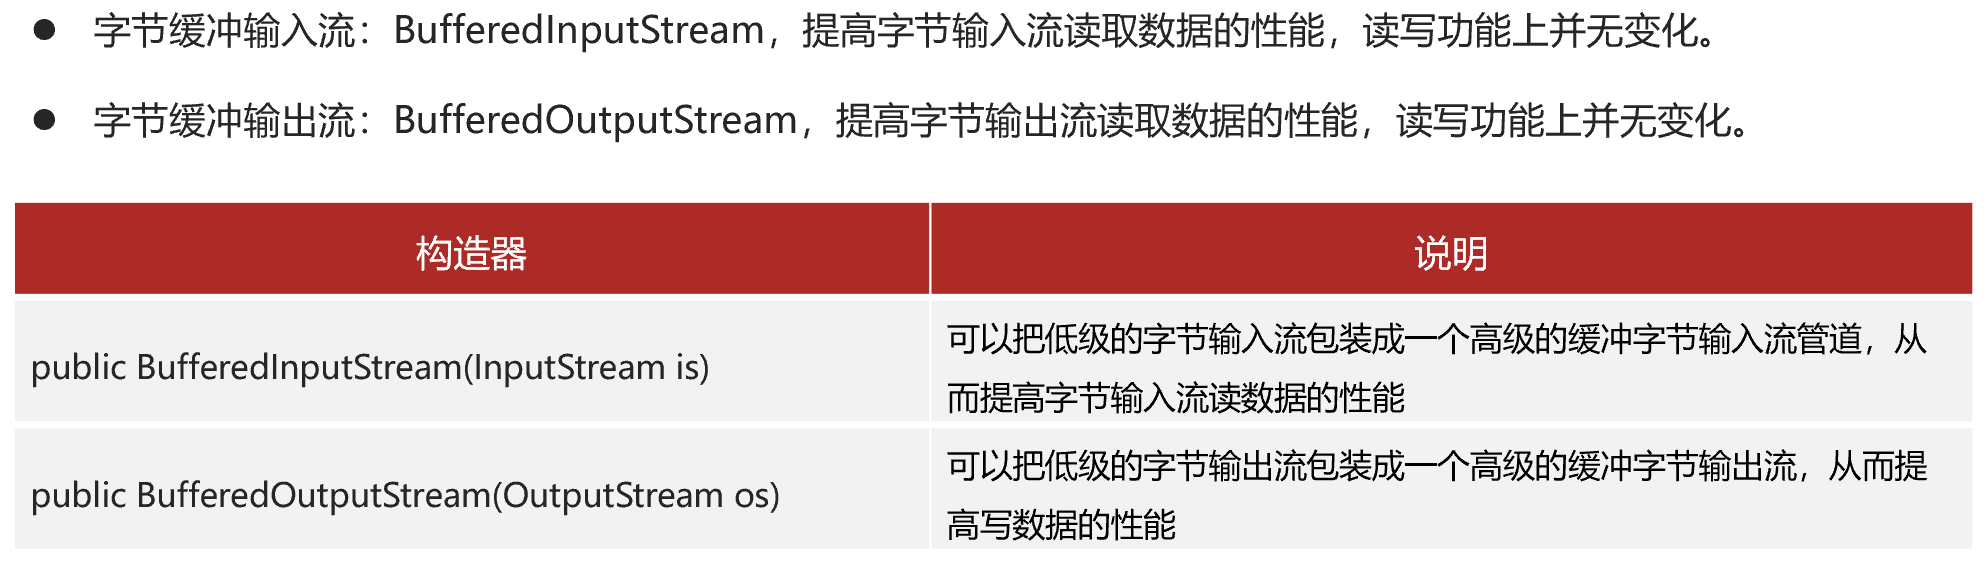 ● 字节缓冲输入流：BufferedInputStream，提高字节输入流读取数据的性能，读写功能上并无变化。
● 字节缓冲输出流：BufferedOutputStream，提高字节输出流读取数据的性能，读写功能上并无变化。
构造器 说明
public BufferedInputStream(InputStream is)
可以把低级的字节输入流包装成一个高级的缓冲字节输入流管道，从
而提高字节输入流读数据的性能
public BufferedOutputStream(OutputStream os)
可以把低级的字节输出流包装成一个高级的缓冲字节输出流，从而提
高写数据的性能